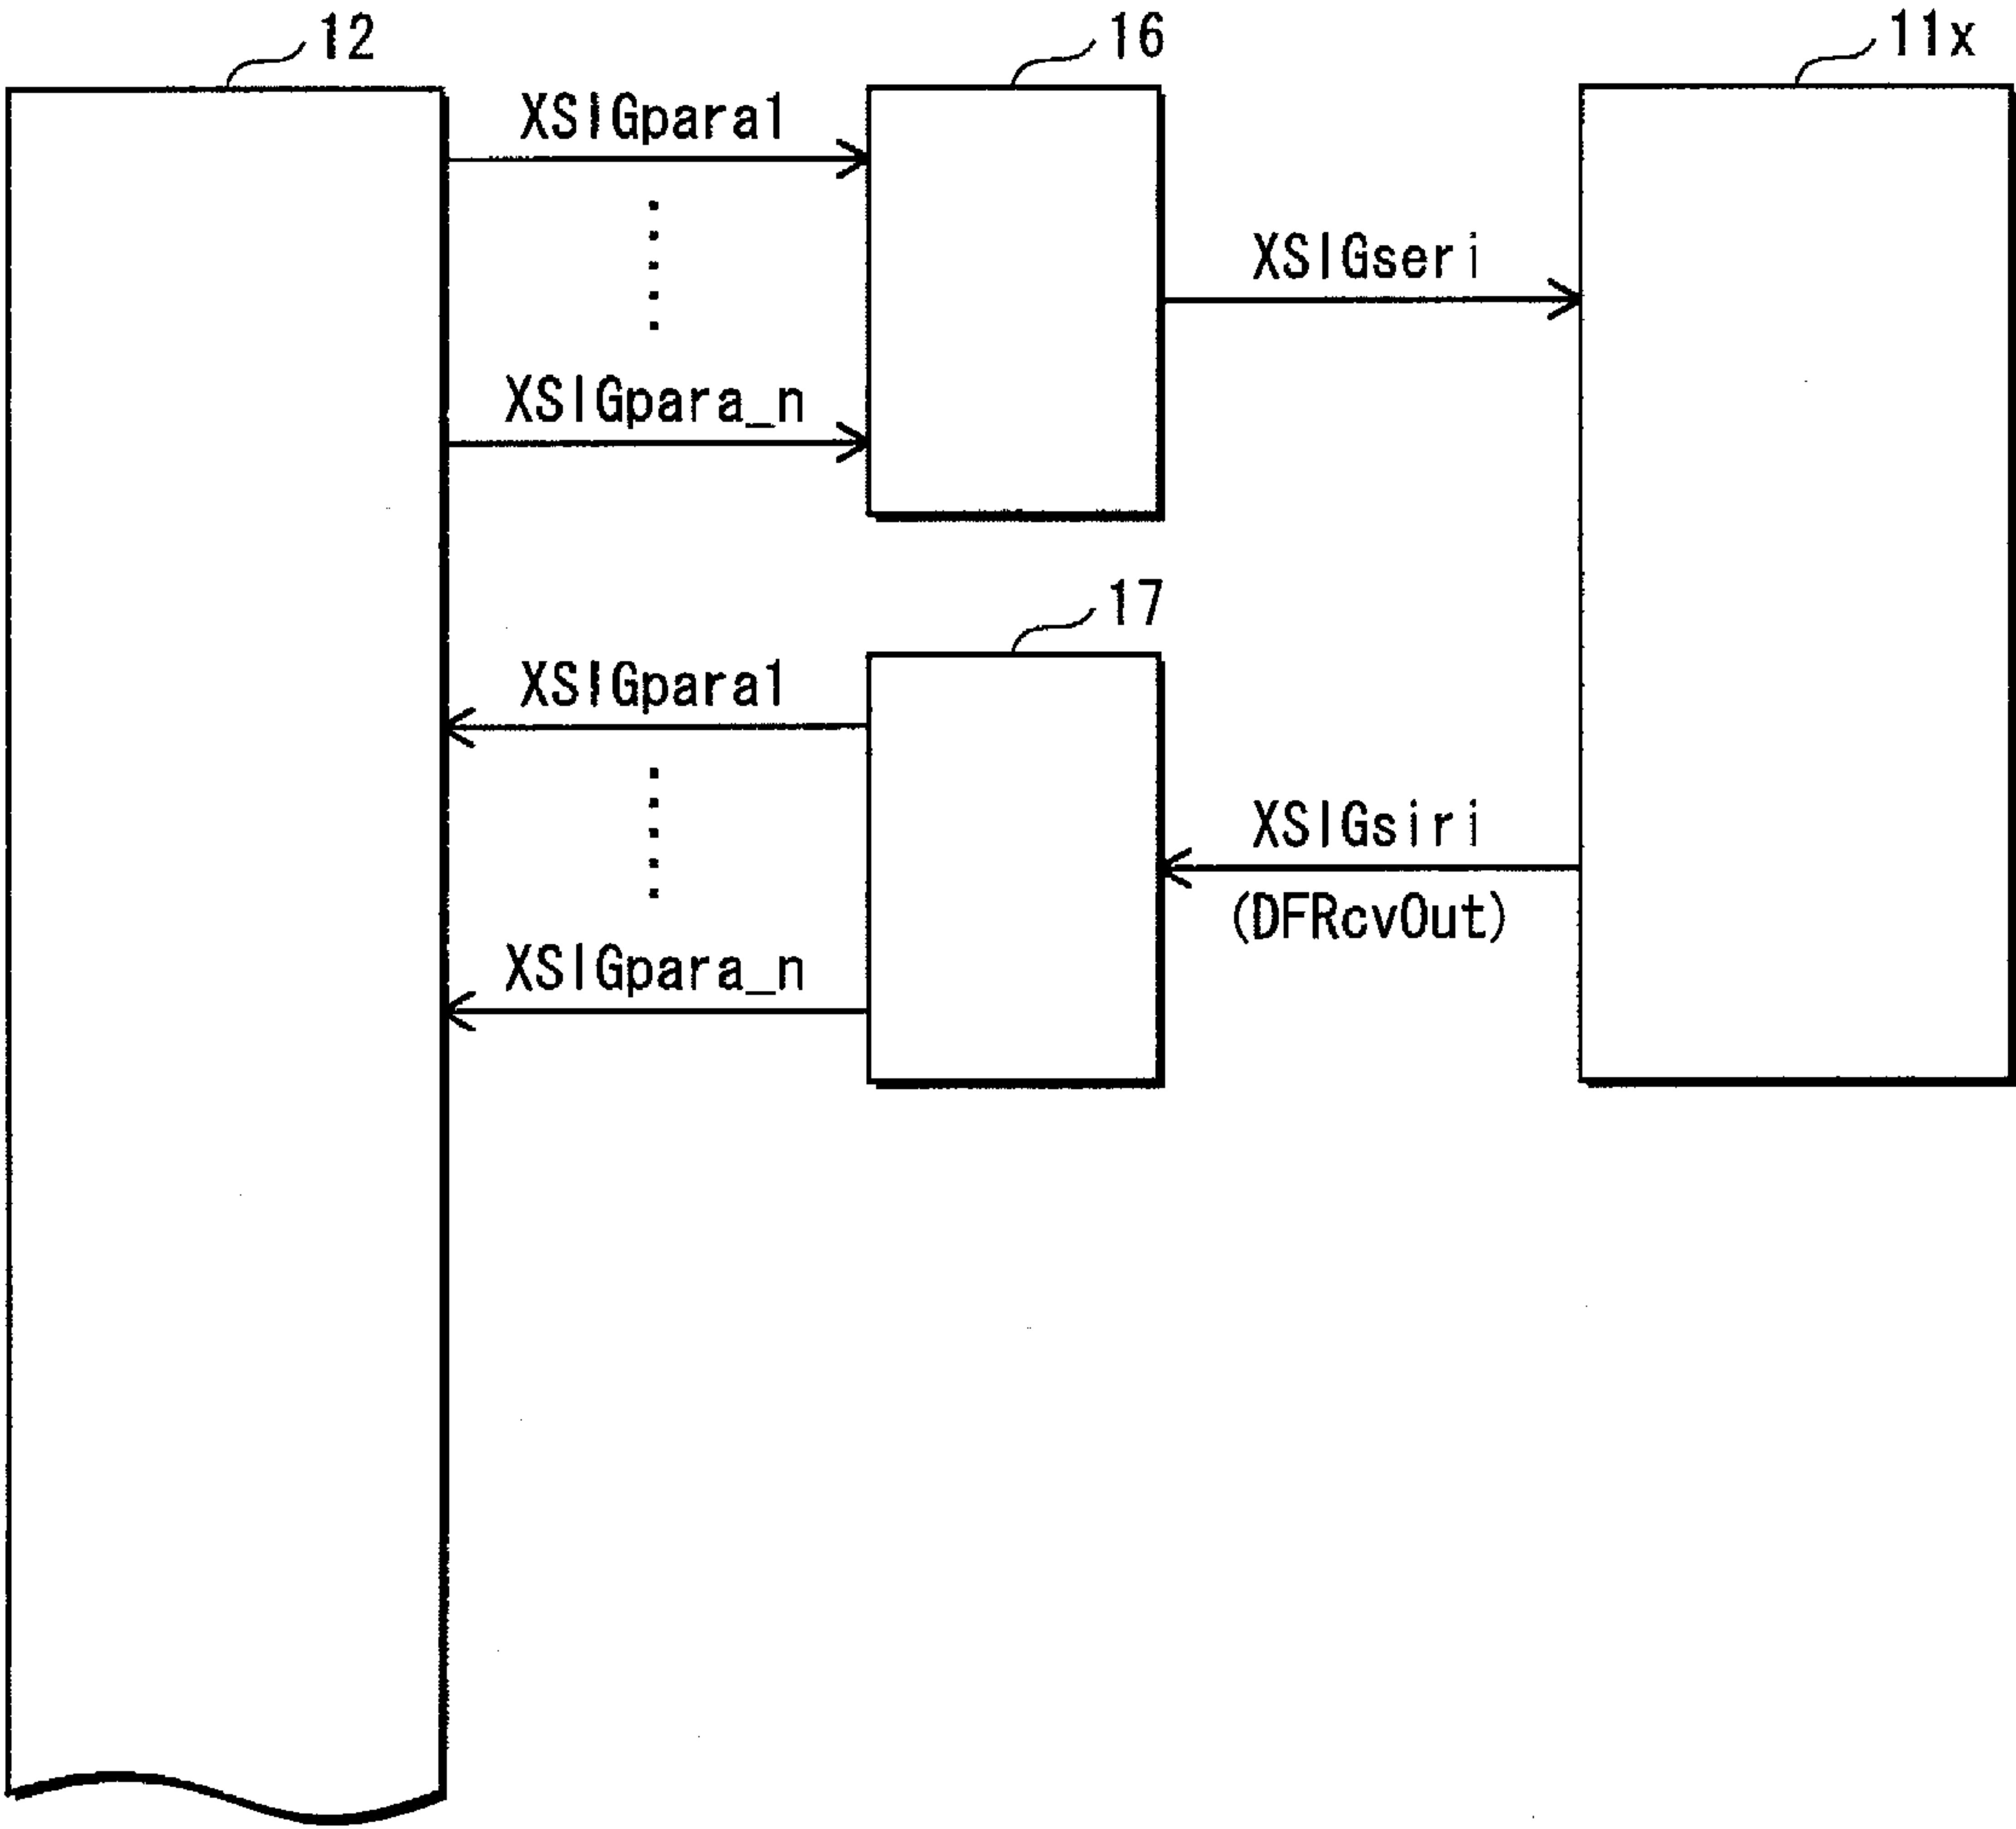 12
16
11x
XSIGpara1
XSIGseri
XSIGpara_n
17
XSIGpara1
XSIGsiri
(DFRcvOut)
XSIGpara_n